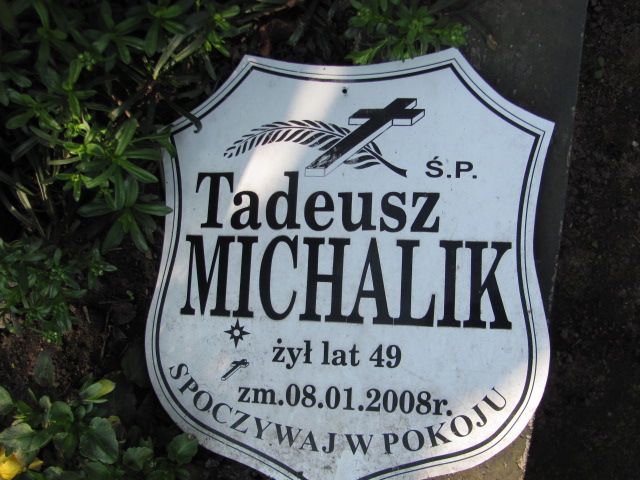 Ś.P.
Tadeusz
MICHALIK
żył lat 49
zm.08.01.2008r.
SPOCZYWAJ W POKOJU